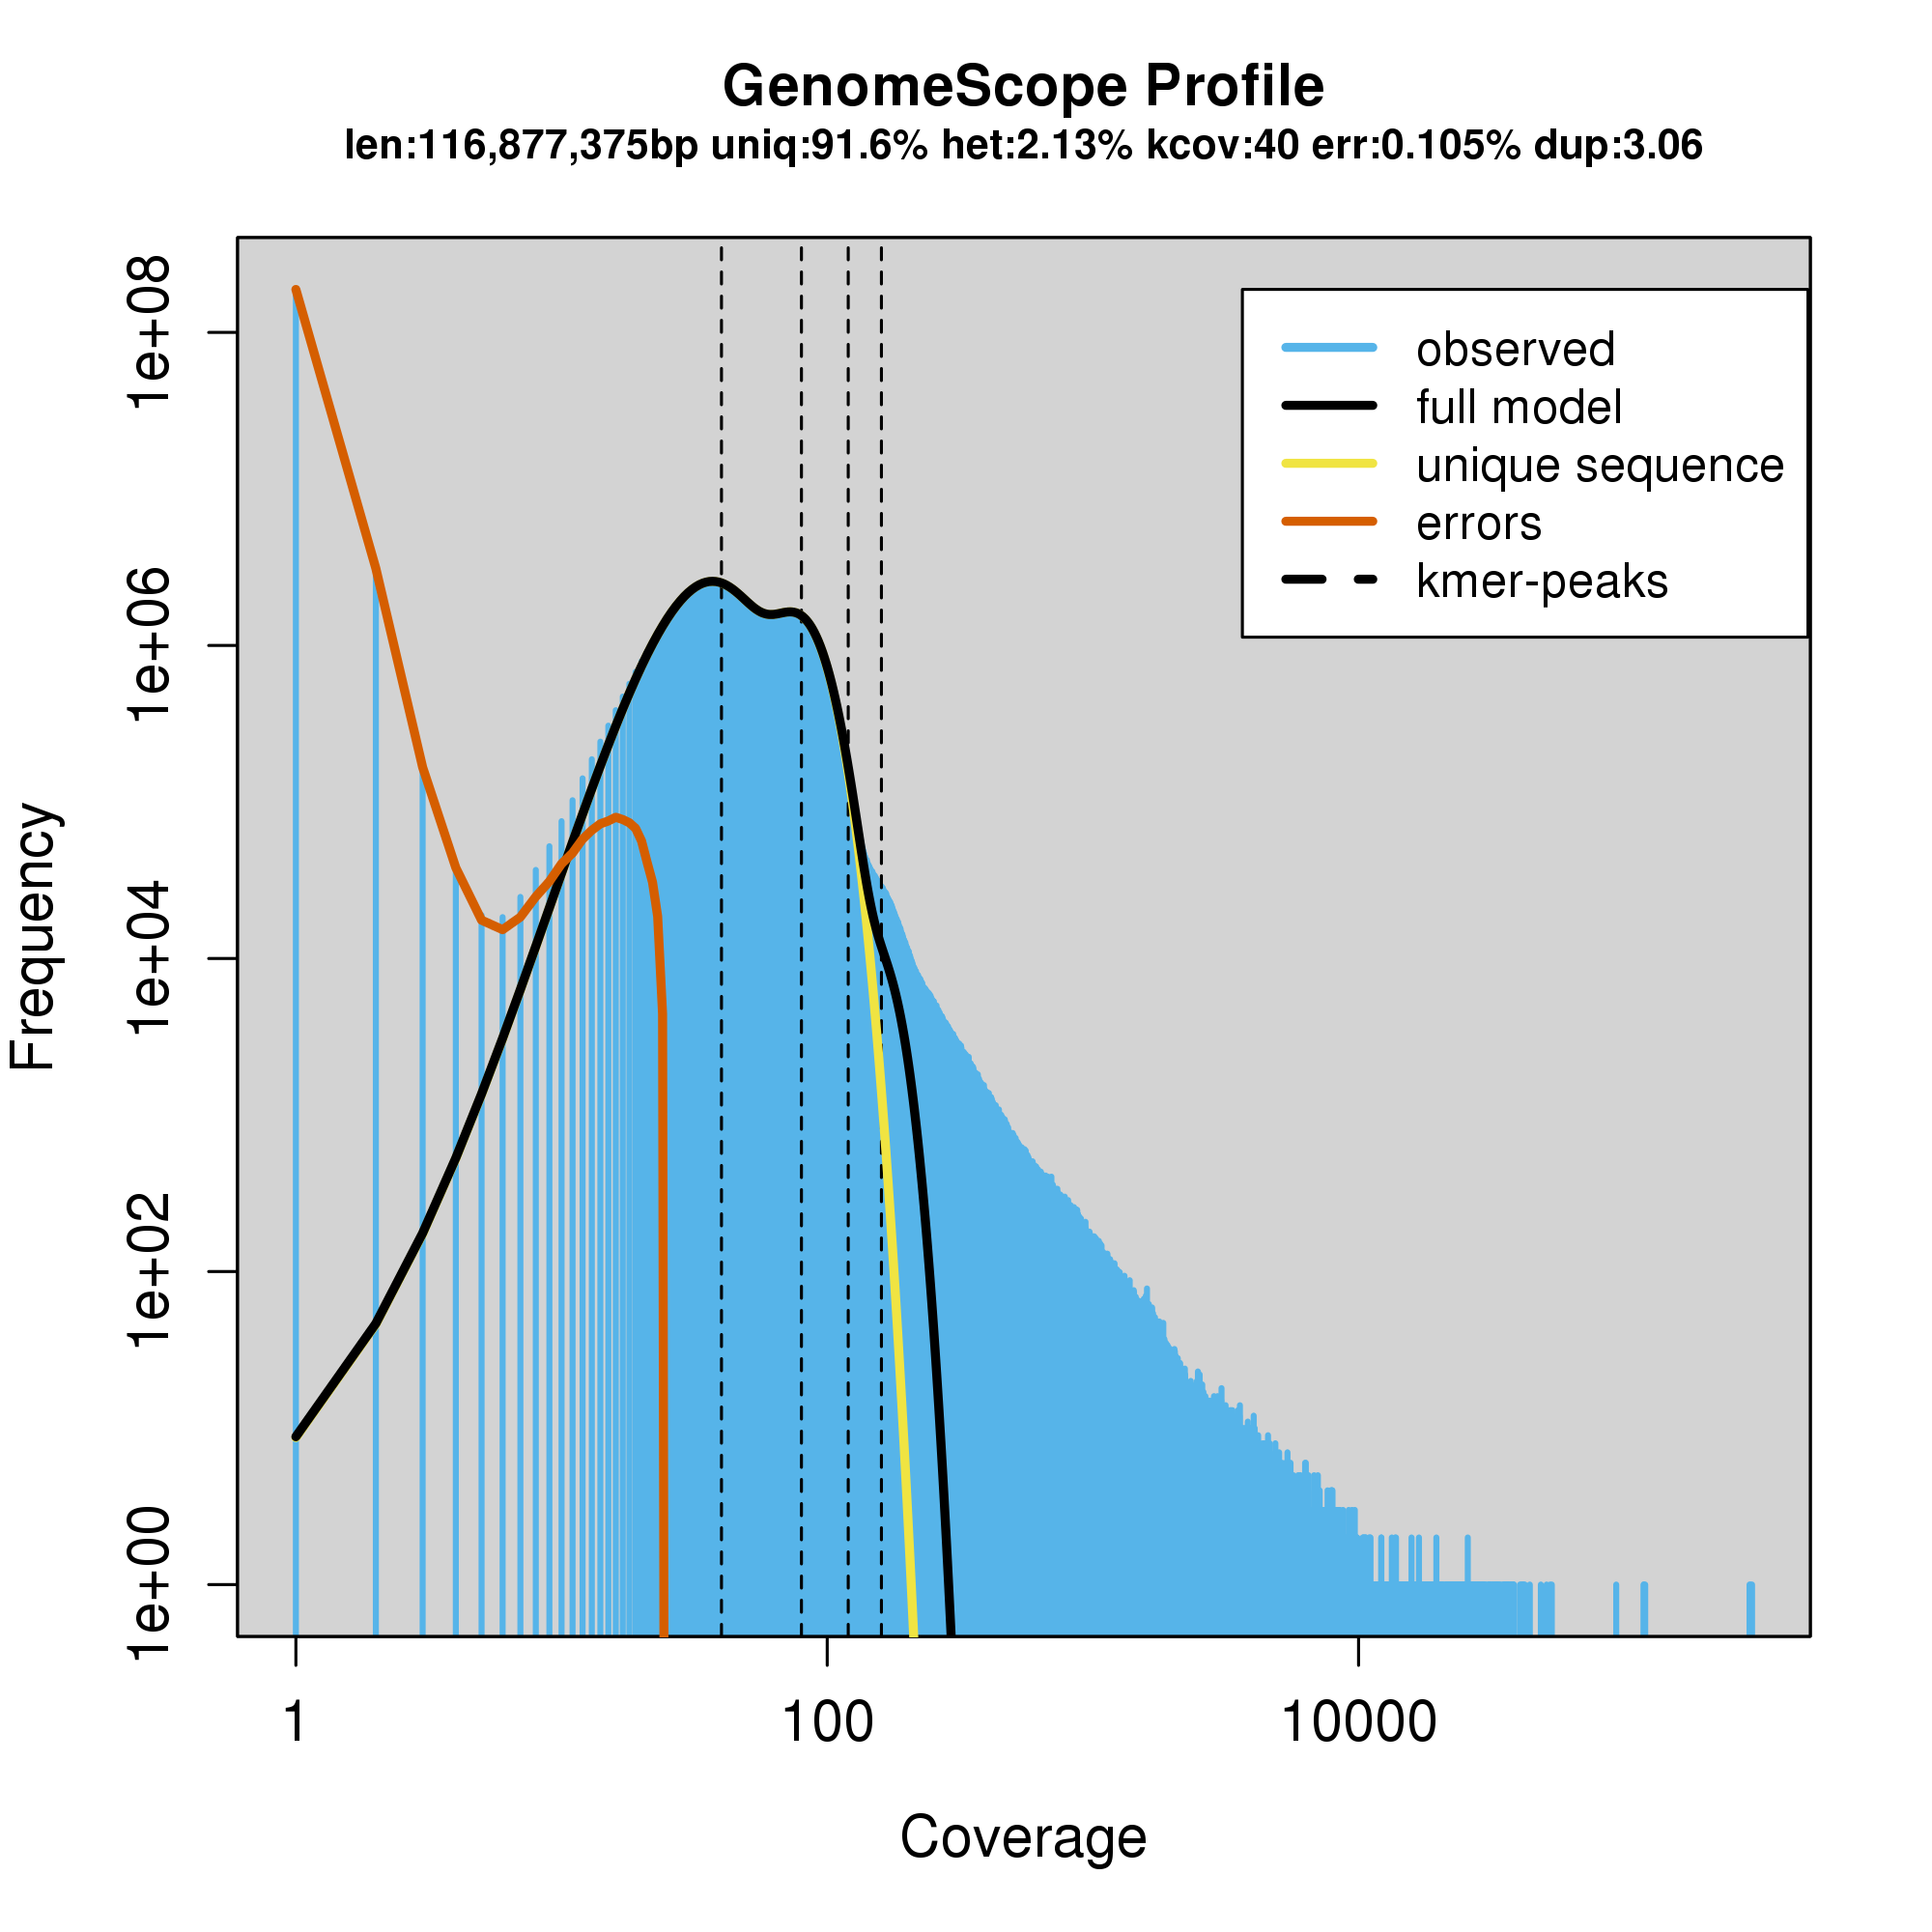 GenomeScope Profile
len:116,877,375bp uniq:91.6% het:2.13% kcov:40 err:0.105% dup:3.06
observed
full model
unique sequence
errors
kmer-peaks
Frequency
1e+08
1e+06
1e+04
1e+02
1e+00
1 100 10000
Coverage